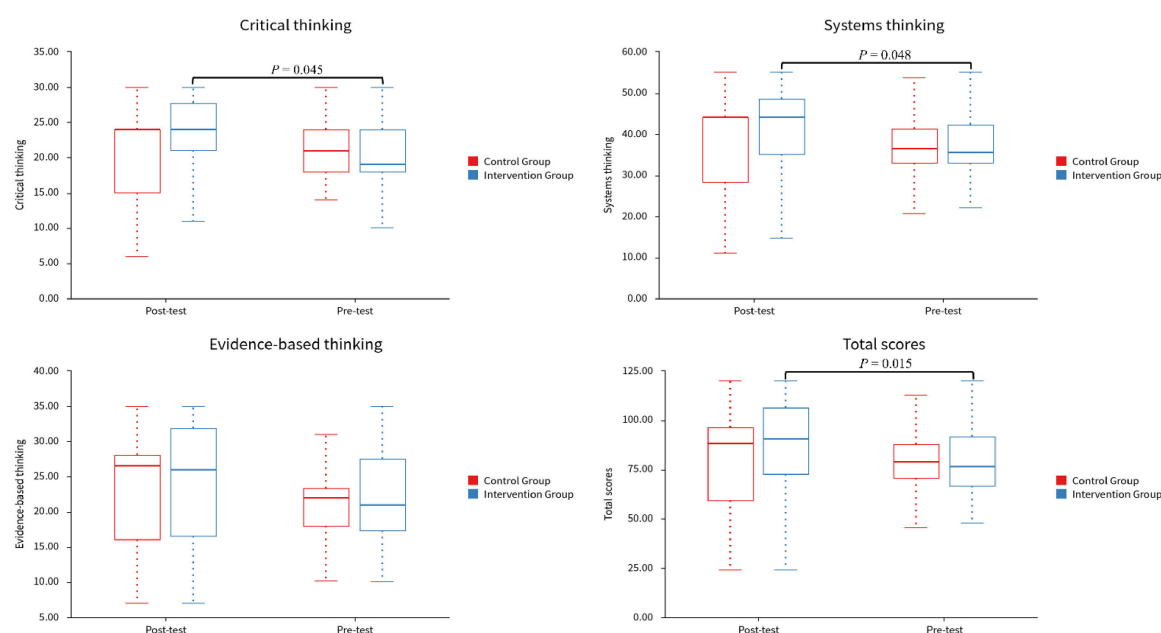 Critical thinking
35.00
30.00
25.00
20.00
15.00
10.00
5.00
0.00
Critical thinking
P = 0.045
Post-test
Pre-test
Control Group
Intervention Group
Systems thinking
60.00
50.00
40.00
30.00
20.00
10.00
0.00
Systems thinking
P = 0.048
Post-test
Pre-test
Control Group
Intervention Group
Evidence-based thinking
40.00
35.00
30.00
25.00
20.00
15.00
10.00
5.00
Evidence-based thinking
Post-test
Pre-test
Control Group
Intervention Group
Total scores
125.00
100.00
75.00
50.00
25.00
0.00
Total scores
P = 0.015
Post-test
Pre-test
Control Group
Intervention Group